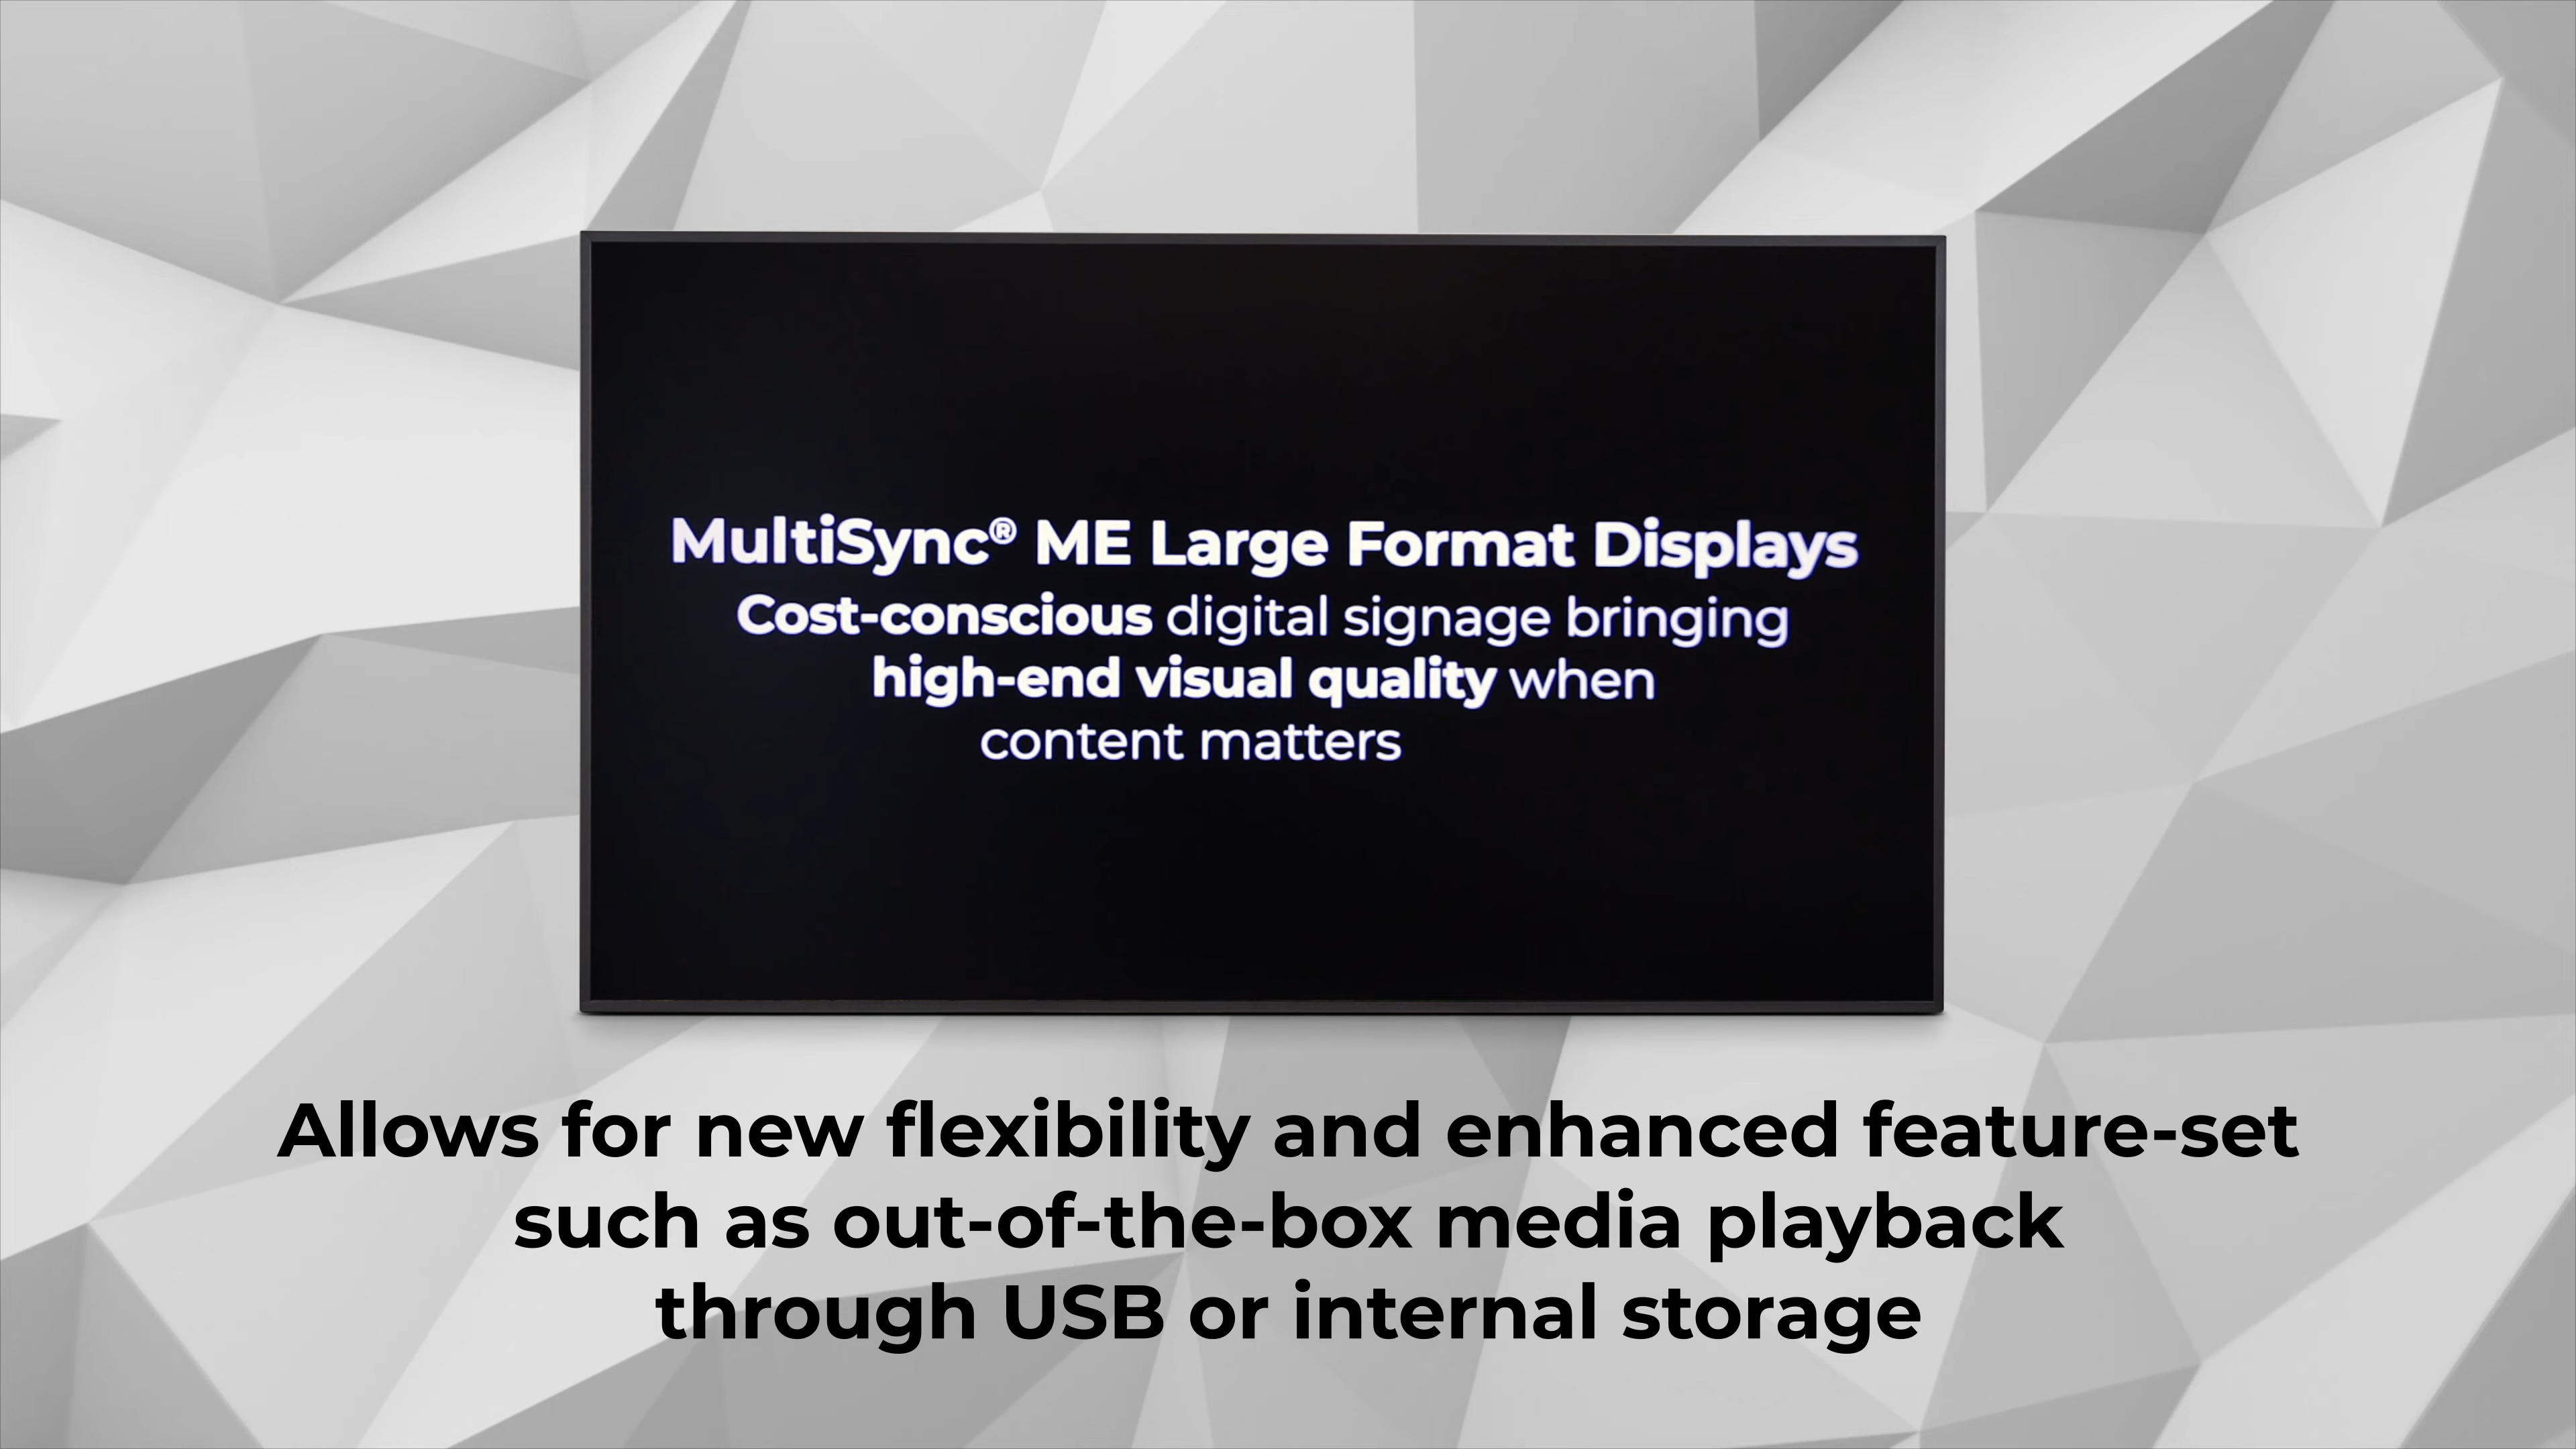 MultiSync® ME Large Format Displays
Cost-conscious digital signage bringing
high-end visual quality when
content matters
Allows for new flexibility and enhanced feature-set
such as out-of-the-box media playback
through USB or internal storage